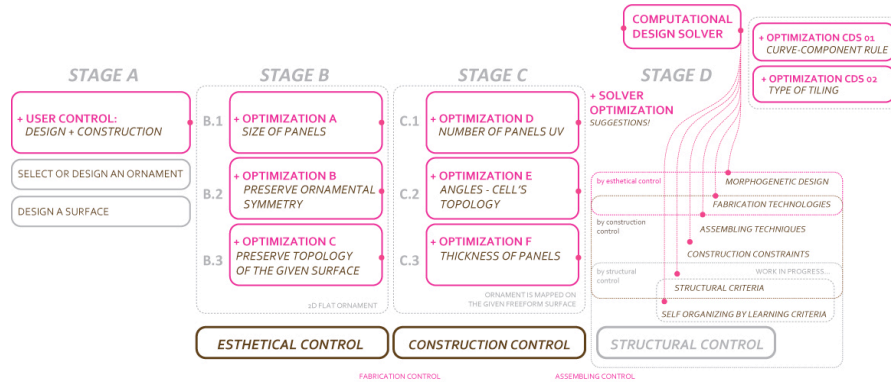 COMPUTATIONAL
DESIGN SOLVER
+ OPTIMIZATION CDS 01
CURVE-COMPONENT RULE
+ OPTIMIZATION CDS 02
TYPE OF TILING
STAGE A
STAGE B
STAGE C
STAGE D
+ USER CONTROL:
DESIGN + CONSTRUCTION
SELECT OR DESIGN AN ORNAMENT
DESIGN A SURFACE
B.1
+ OPTIMIZATION A
SIZE OF PANELS
B.2
+ OPTIMIZATION B
PRESERVE ORNAMENTAL
SYMMETRY
B.3
+ OPTIMIZATION C
PRESERVE TOPOLOGY
OF THE GIVEN SURFACE
2D FLAT ORNAMENT
C.1
+ OPTIMIZATION D
NUMBER OF PANELS UV
C.2
+ OPTIMIZATION E
ANGLES - CELL'S
TOPOLOGY
C.3
+ OPTIMIZATION F
THICKNESS OF PANELS
ORNAMENT IS MAPPED ON
THE GIVEN FREEFORM SURFACE
+ SOLVER
OPTIMIZATION
SUGGESTIONS!
by esthetical control
MORPHOGENETIC DESIGN
FABRICATION TECHNOLOGIES
by construction
control
ASSEMBLING TECHNIQUES
CONSTRUCTION CONSTRAINTS
by structural
control
WORK IN PROGRESS...
STRUCTURAL CRITERIA
SELF ORGANIZING BY LEARNING CRITERIA
ESTHETICAL CONTROL
CONSTRUCTION CONTROL
STRUCTURAL CONTROL
FABRICATION CONTROL
ASSEMBLING CONTROL